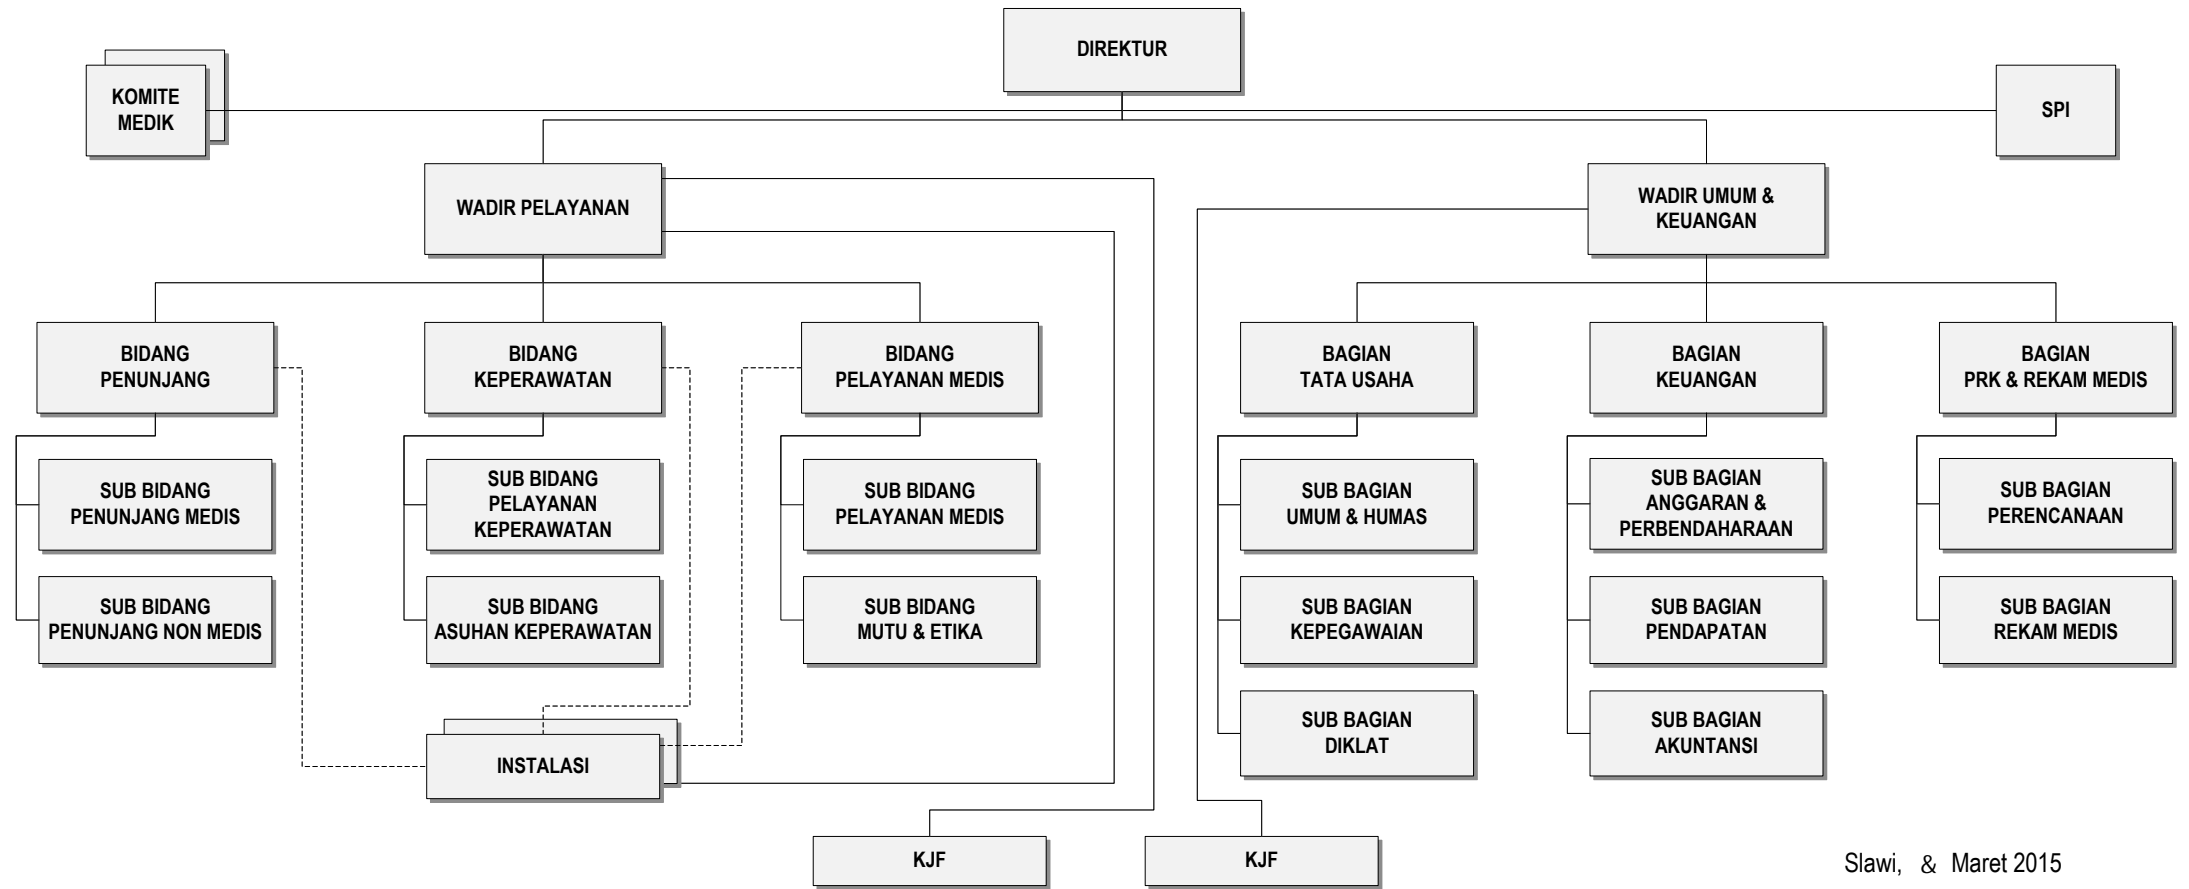 DIREKTUR
KOMITE
MEDIK
SPI
WADIR PELAYANAN
WADIR UMUM &
KEUANGAN
BIDANG
PENUNJANG
BIDANG
KEPERAWATAN
BIDANG
PELAYANAN MEDIS
BAGIAN
TATA USAHA
BAGIAN
KEUANGAN
BAGIAN
PRK & REKAM MEDIS
SUB BIDANG
PENUNJANG MEDIS
SUB BIDANG
PELAYANAN
KEPERAWATAN
SUB BIDANG
PELAYANAN MEDIS
SUB BAGIAN
UMUM & HUMAS
SUB BAGIAN
ANGGARAN &
PERBENDAHARAAN
SUB BAGIAN
PERENCANAAN
SUB BIDANG
PENUNJANG NON MEDIS
SUB BIDANG
ASUHAN KEPERAWATAN
SUB BIDANG
MUTU & ETIKA
SUB BAGIAN
KEPEGAWAIAN
SUB BAGIAN
PENDAPATAN
SUB BAGIAN
REKAM MEDIS
SUB BAGIAN
DIKLAT
SUB BAGIAN
AKUNTANSI
INSTALASI
KJF
KJF
Slawi, & Maret 2015